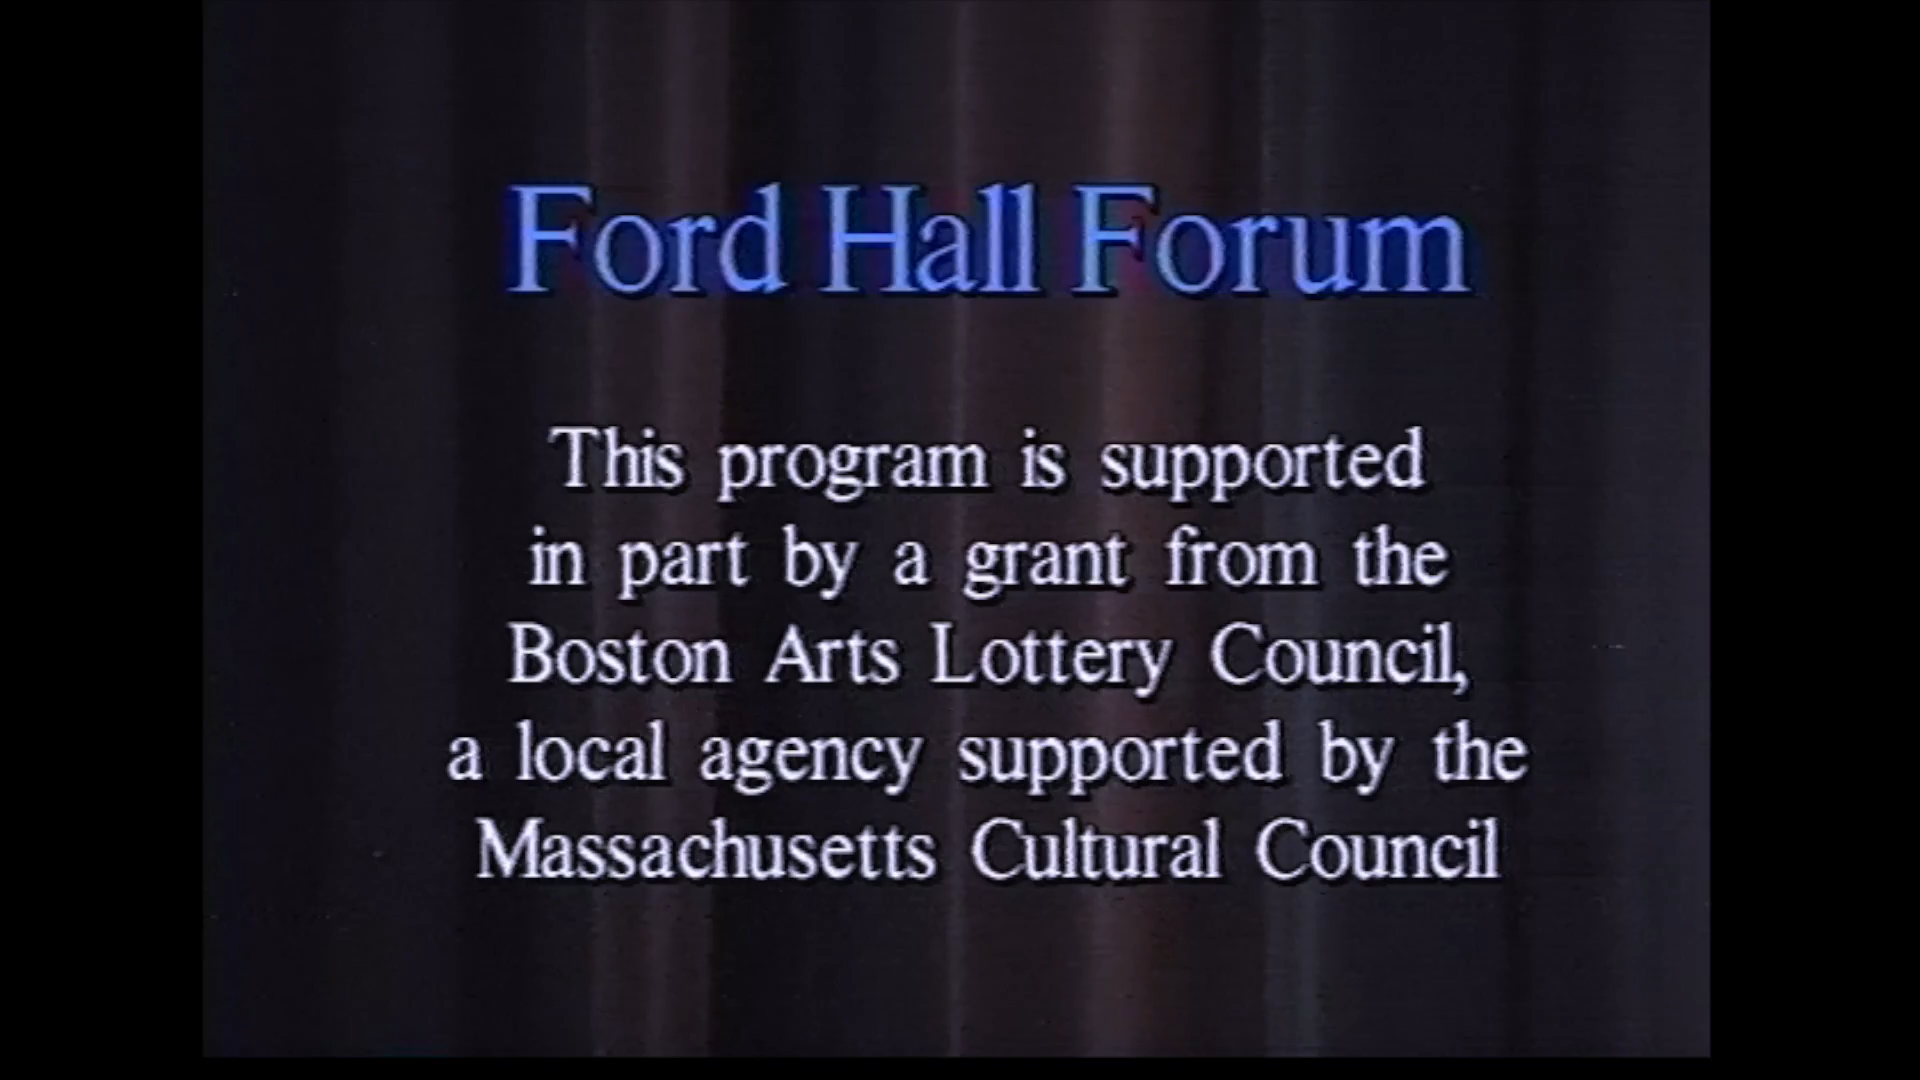 Ford Hall Forum
This program is supported
in part by a grant from the
Boston Arts Lottery Council,
a local agency supported by the
Massachusetts Cultural Council